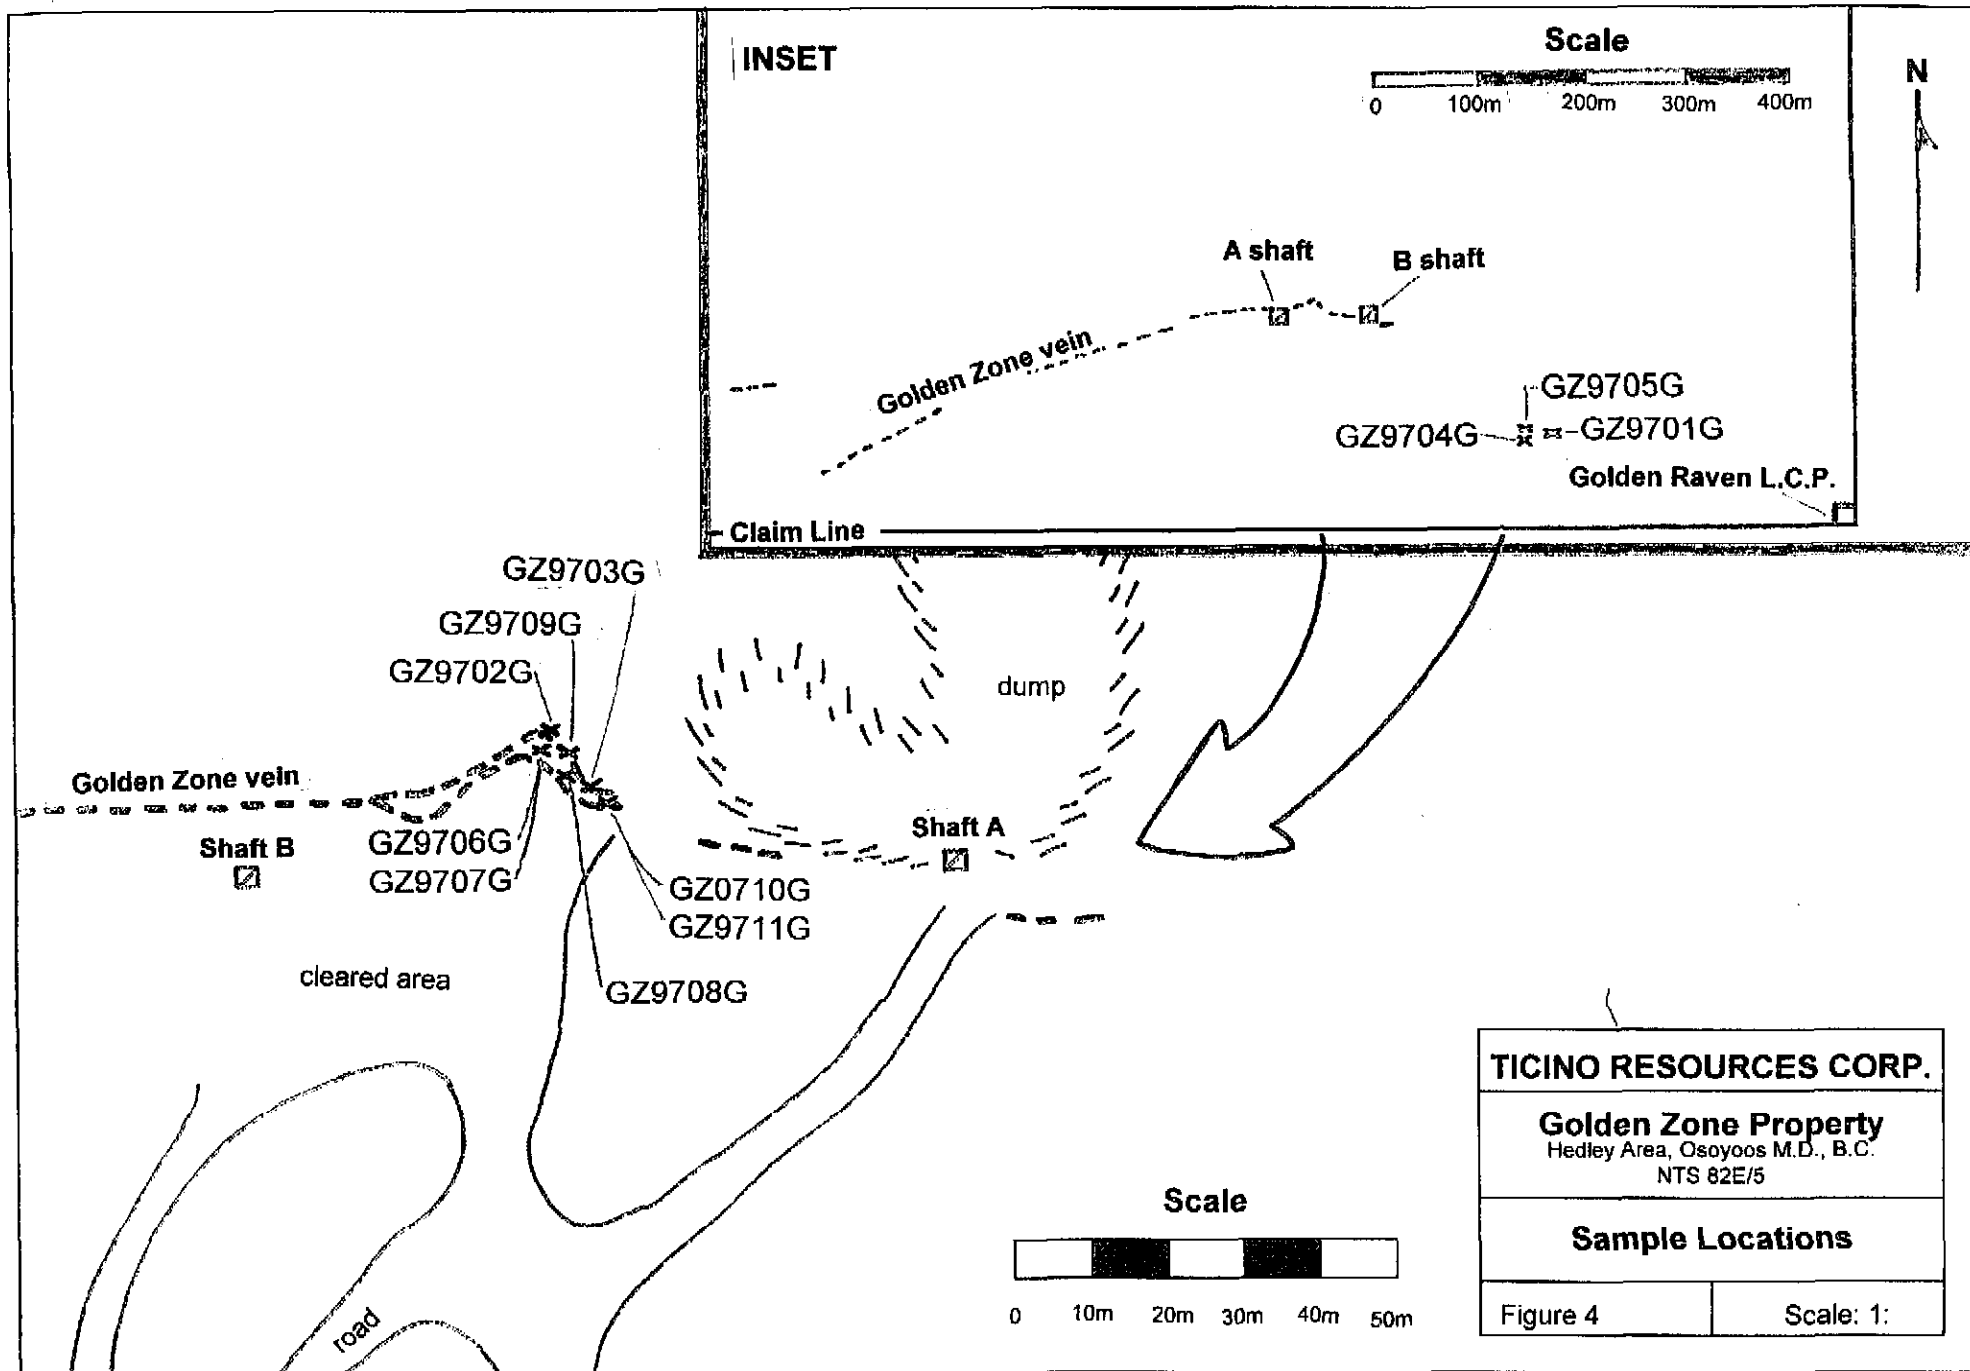 INSET
Scale
0 100m 200m 300m 400m
N
A shaft
B shaft
Golden Zone vein
GZ9705G
GZ9704G
GZ9701G
Golden Raven L.C.P.
Claim Line
GZ9703G
GZ9709G
GZ9702G
dump
Golden Zone vein
Shaft B
GZ9706G
GZ9707G
Shaft A
GZ0710G
GZ9711G
GZ9708G
cleared area
road
Scale
0 10m 20m 30m 40m 50m
TICINO RESOURCES CORP.
Golden Zone Property
Hedley Area, Osoyoos M.D., B.C.
NTS 82E/5
Sample Locations
Figure 4
Scale: 1: